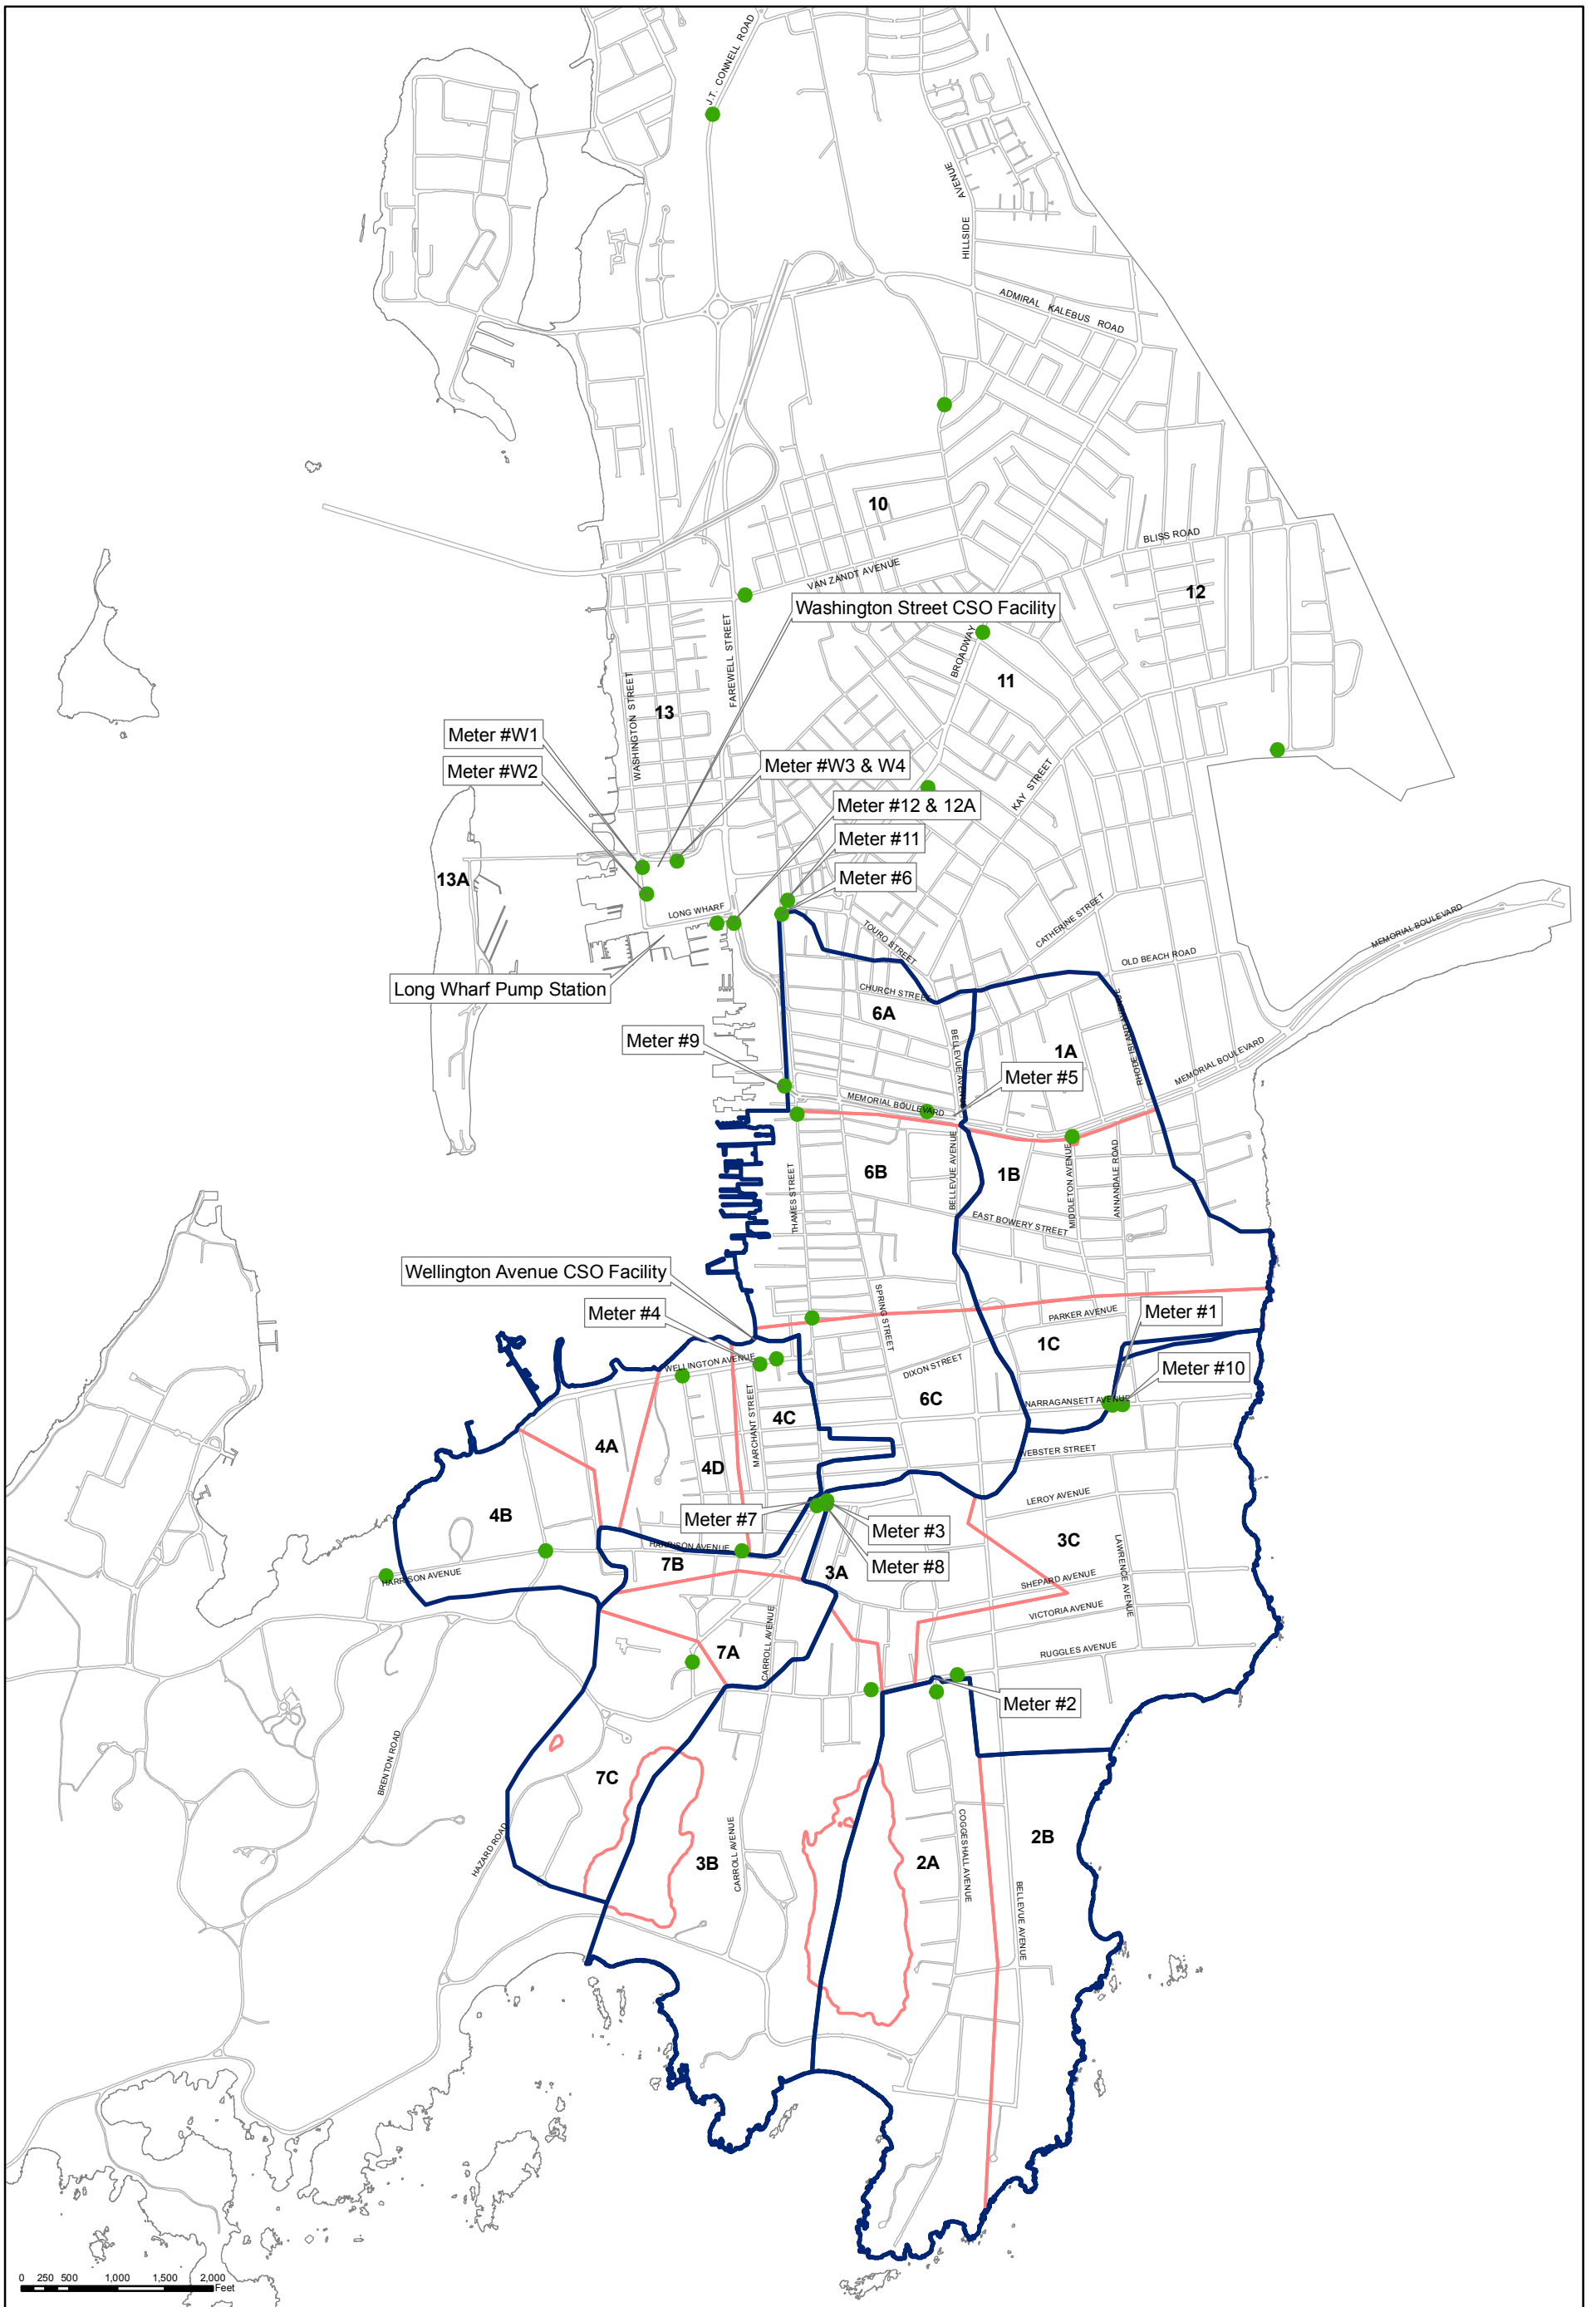 J.T. CONNELL ROAD
HILLSIDE AVENUE
ADMIRAL KALEBUS ROAD
10
BLISS ROAD
VAN ZANDT AVENUE
12
Washington Street CSO Facility
FAREWELL STREET
BROADWAY
11
WASHINGTON STREET
13
Meter #W1
Meter #W2
Meter #W3 & W4
KAY STREET
Meter #12 & 12A
Meter #11
Meter #6
13A
LONG WHARF
TOURO STREET
CATHERINE STREET
MEMORIAL BOULEVARD
OLD BEACH ROAD
Long Wharf Pump Station
CHURCH STREET
6A
RHODE ISLAND AVENUE
BELLEVUE AVENUE
1A
Meter #9
MEMORIAL BOULEVARD
Meter #5
MEMORIAL BOULEVARD
6B
1B
BELLEVUE AVENUE
MIDDLETON AVENUE
ANNANDALE ROAD
THAMES STREET
EAST BOWERY STREET
Wellington Avenue CSO Facility
Meter #4
SPRING STREET
PARKER AVENUE
Meter #1
1C
WELLINGTON AVENUE
DIXON STREET
Meter #10
6C
NARRAGANSETT AVENUE
MARCHANT STREET
4C
4A
4D
WEBSTER STREET
LEROY AVENUE
4B
Meter #7
Meter #3
3C
LAWRENCE AVENUE
HARRISON AVENUE
7B
Meter #8
3A
HARRISON AVENUE
SHEPARD AVENUE
VICTORIA AVENUE
CARROLL AVENUE
7A
RUGGLES AVENUE
Meter #2
BRENTON ROAD
7C
HAZARD ROAD
CARROLL AVENUE
3B
COGGESHALL AVENUE
2B
2A
BELLEVUE AVENUE
0 250 500 1,000 1,500 2,000
Feet